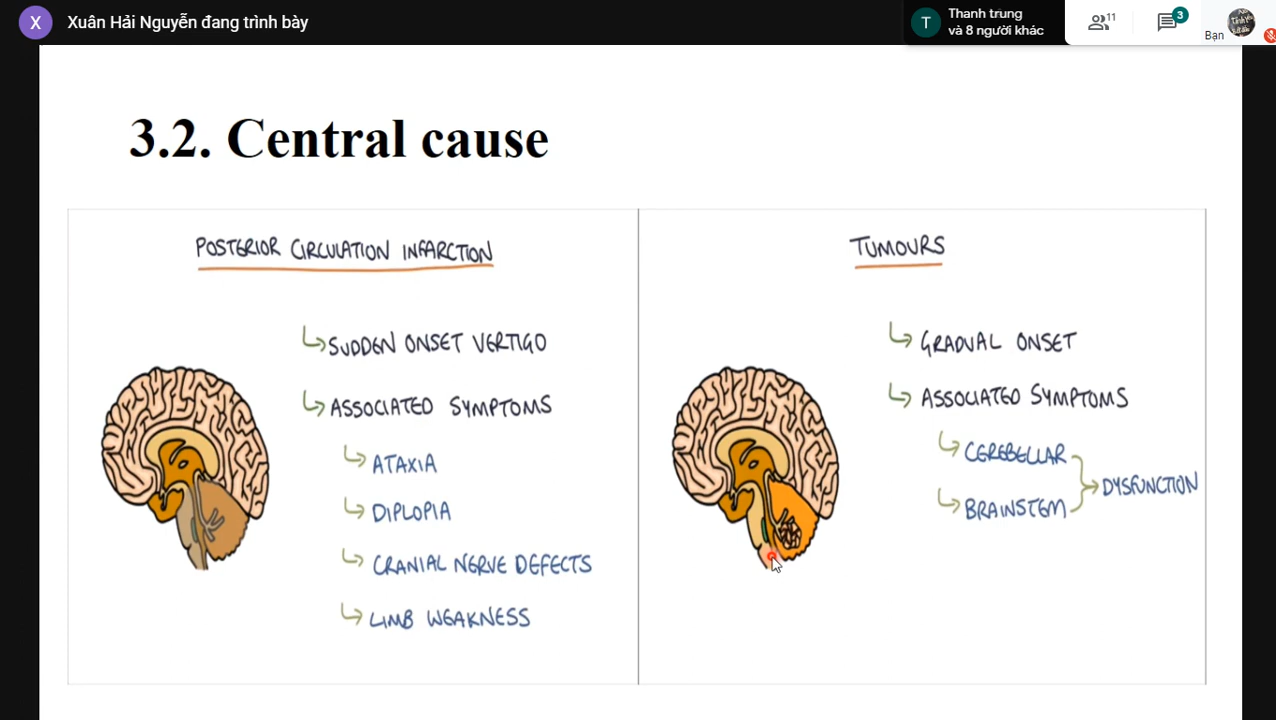 X Xuân Hải Nguyễn đang trình bày
T Thanh trung
và 8 người khác
11
3
Bạn
3.2. Central cause
POSTERIOR CIRCULATION INFARCTION
SUDDEN ONSET VERTIGO
ASSOCIATED SYMPTOMS
ATAXIA
DIPLOPIA
CRANIAL NERVE DEFECTS
LIMB WEAKNESS
TUMOURS
GRADUAL ONSET
ASSOCIATED SYMPTOMS
CEREBELLAR
BRAINSTEM
DYSFUNCTION